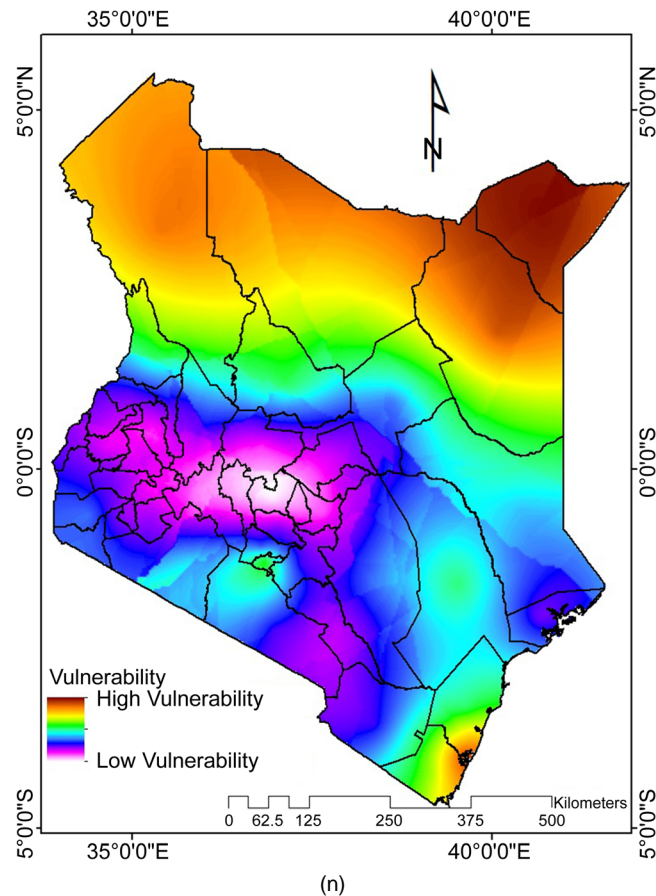 35°0'0"E 40°0'0"E
5°0'0"N 5°0'0"N
N
0°0'0"S 0°0'0"S
Vulnerability
High Vulnerability
Low Vulnerability
Kilometers
0 62.5 125 250 375 500
5°0'0"S 5°0'0"S
35°0'0"E 40°0'0"E
(n)